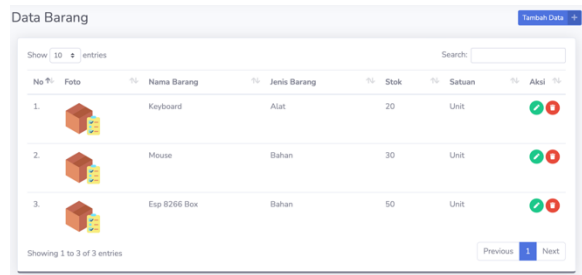 Data Barang
Tambah Data +
Show 10 entries
Search:
No Foto Nama Barang Jenis Barang Stok Satuan Aksi
1. Keyboard Alat 20 Unit
2. Mouse Bahan 30 Unit
3. Esp 8266 Box Bahan 50 Unit
Showing 1 to 3 of 3 entries
Previous 1 Next